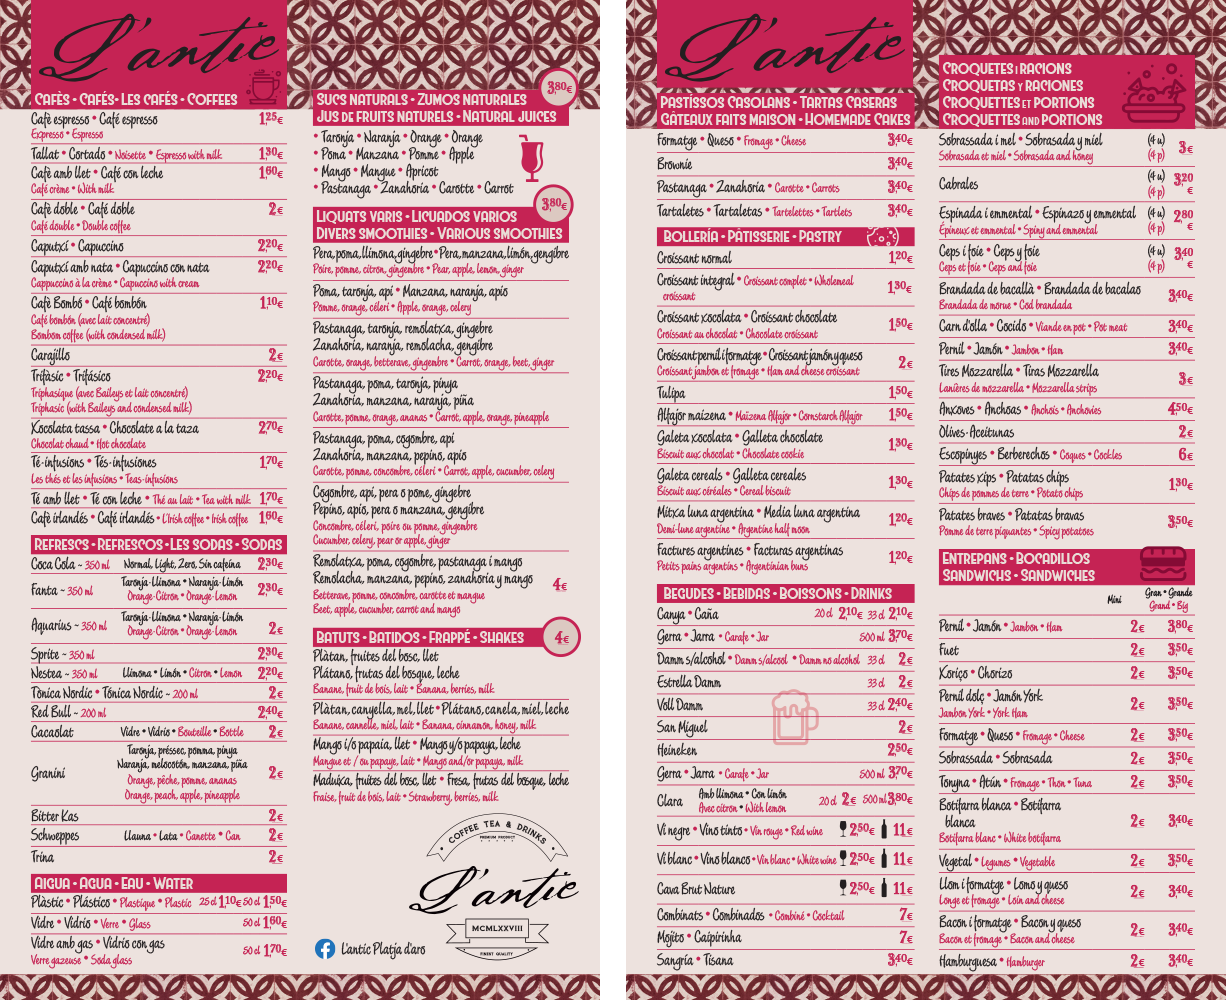 L'antic
CAFÈS - CAFÉS- LES CAFÉS - COFFEES
Cafè espresso • Café espresso 1,25€
Espresso • Espresso
Tallat • Cortado • Noisette • Espresso with milk 1,30€
Cafè amb llet • Café con leche 1,60€
Café crème • With milk
Cafè doble • Café doble 2€
Café double • Double coffee
Caputxí • Capuccino 2,20€
Caputxí amb nata • Capuccino con nata 2,20€
Cappuccino à la crème • Capuccino with cream
Cafè Bombó • Café bombón 1,10€
Café bombón (avec lait concentré)
Bombom coffee (with condensed milk)
Carajillo 2€
Trifàsic • Trifásico 2,20€
Triphasique (avec Baileys et lait concentré)
Triphasic (with Baileys and condensed milk)
Xocolata tassa • Chocolate a la taza 2,70€
Chocolat chaud • Hot chocolate
Té-infusions • Tés-infusiones 1,70€
Les thés et les infusions • Teas-infusions
Té amb llet • Té con leche • Thé au lait • Tea with milk 1,70€
Cafè irlandés • Café irlandés • L'Irish coffee • Irish coffee 1,60€
REFRESCS - REFRESCOS - LES SODAS - SODAS
Coca Cola ~ 350 ml Normal, Light, Zero, Sin cafeína 2,30€
Fanta ~ 350 ml Taronja-Llimona • Naranja-Limón 2,30€
Orange-Citron • Orange-Lemon
Aquarius ~ 350 ml Taronja-Llimona • Naranja-Limón 2€
Orange-Citron • Orange-Lemon
Sprite ~ 350 ml 2,30€
Nestea ~ 350 ml Llimona • Limón • Citron • Lemon 2,20€
Tònica Nordic • Tónica Nordic ~ 200 ml 2€
Red Bull ~ 200 ml 2,40€
Cacaolat Vidre • Vidrio • Bouteille • Bottle 2€
Granini Taronja, préssec, pomma, pinya
Naranja, melocotón, manzana, piña 2€
Orange, pêche, pomme, ananas
Orange, peach, apple, pineapple
Bitter Kas 2€
Schweppes Llauna • Lata • Canette • Can 2€
Trina 2€
AIGUA - AGUA - EAU - WATER
Plàstic • Plástico • Plastique • Plastic 25 cl 1,10€ 50 cl 1,50€
Vidre • Vidrio • Verre • Glass 50 cl 1,60€
Vidre amb gas • Vidrio con gas 50 cl 1,70€
Verre gazeuse • Soda glass
3,80€
SUCS NATURALS - ZUMOS NATURALES
JUS DE FRUITS NATURELS - NATURAL JUICES
• Taronja • Naranja • Orange • Orange
• Poma • Manzana • Pomme • Apple
• Mango • Mangue • Apricot
• Pastanaga • Zanahoria • Carotte • Carrot
3,80€
LIQUATS VARIS - LICUADOS VARIOS
DIVERS SMOOTHIES - VARIOUS SMOOTHIES
Pera, poma, llimona, gingebre • Pera, manzana, limón, gengibre
Poire, pomme, citron, gingembre • Pear, apple, lemon, ginger
Poma, taronja, api • Manzana, naranja, apio
Pomme, orange, céleri • Apple, orange, celery
Pastanaga, taronja, remolatxa, gingebre
Zanahoria, naranja, remolacha, gengibre
Carotte, orange, betterave, gingembre • Carrot, orange, beet, ginger
Pastanaga, poma, taronja, pinya
Zanahoria, manzana, naranja, piña
Carotte, pomme, orange, ananas • Carrot, apple, orange, pineapple
Pastanaga, poma, cogombre, api
Zanahoria, manzana, pepino, apio
Carotte, pomme, concombre, céleri • Carrot, apple, cucumber, celery
Cogombre, api, pera o pome, gingebre
Pepino, apio, pera o manzana, gengibre
Concombre, céleri, poire ou pomme, gingembre
Cucumber, celery, pear or apple, ginger
Remolatxa, poma, cogombre, pastanaga i mango
Remolacha, manzana, pepino, zanahoria y mango 4€
Betterave, pomme, concombre, carotte et mangue
Beet, apple, cucumber, carrot and mango
BATUTS - BATIDOS - FRAPPÉ - SHAKES 4€
Plàtan, fruites del bosc, llet
Plátano, frutas del bosque, leche
Banane, fruit de bois, lait • Banana, berries, milk
Plàtan, canyella, mel, llet • Plátano, canela, miel, leche
Banane, cannelle, miel, lait • Banana, cinnamon, honey, milk
Mango i/o papaia, llet • Mango y/o papaya, leche
Mangue et / ou papaye, lait • Mango and/or papaya, milk
Maduixa, fruites del bosc, llet • Fresa, frutas del bosque, leche
Fraise, fruit de bois, lait • Strawberry, berries, milk
COFFEE TEA & DRINKS
PREMIUM PRODUCT
L'antic
MCMLXXVIII
FINEST QUALITY
L'antic Platja d'aro
L'antic
PASTISSOS CASOLANS - TARTAS CASERAS
GÂTEAUX FAITS MAISON - HOMEMADE CAKES
Formatge • Queso • Fromage • Cheese 3,40€
Brownie 3,40€
Pastanaga • Zanahoria • Carotte • Carrots 3,40€
Tartaletes • Tartaletas • Tartelettes • Tartlets 3,40€
BOLLERÍA - PÂTISSERIE - PASTRY
Croissant normal 1,20€
Croissant integral • Croissant complet • Wholemeal
croissant 1,30€
Croissant xocolata • Croissant chocolate 1,50€
Croissant au chocolat • Chocolate croissant
Croissant pernil i formatge • Croissant jamón y queso 2€
Croissant jambon et fromage • Ham and cheese croissant
Tulipa 1,50€
Alfajor maizena • Maizena Alfajor • Cornstarch Alfajor 1,50€
Galeta xocolata • Galleta chocolate 1,30€
Biscuit aux chocolat • Chocolate cookie
Galeta cereals • Galleta cereales 1,30€
Biscuit aux céréales • Cereal biscuit
Mitxa luna argentina • Media luna argentina 1,20€
Demi-lune argentine • Argentine half moon
Factures argentines • Facturas argentinas 1,20€
Petits pains argentins • Argentinian buns
BEGUDES - BEBIDAS - BOISSONS - DRINKS
Canya • Caña 20 cl 2,10€ 33 cl 2,10€
Gerra • Jarra • Carafe • Jar 500 ml 3,70€
Damm s/alcohol • Damm s/alcool • Damm no alcohol 33 cl 2€
Estrella Damm 33 cl 2€
Voll Damm 33 cl 2,40€
San Miguel 2€
Heineken 2,50€
Gerra • Jarra • Carafe • Jar 500 ml 3,70€
Clara Amb llimona • Con limón 20 cl 2€ 500 ml 3,80€
Avec citron • With lemon
Vi negre • Vino tinto • Vin rouge • Red wine 2,50€ 11€
Vi blanc • Vino blanco • Vin blanc • White wine 2,50€ 11€
Cava Brut Nature 2,50€ 11€
Combinats • Combinados • Combiné • Cocktail 7€
Mojito • Caipirinha 7€
Sangría • Tisana 3,40€
CROQUETES I RACIONS
CROQUETAS Y RACIONES
CROQUETTES ET PORTIONS
CROQUETTES AND PORTIONS
Sobrassada i mel • Sobrasada y miel (4 u) 3€
Sobrasada et miel • Sobrasada and honey (4 p)
Cabrales (4 u) 3,20
(4 p) €
Espinada i emmental • Espinazo y emmental (4 u) 2,80
Épineux et emmental • Spiny and emmental (4 p) €
Ceps i foie • Ceps y foie (4 u) 3,40
Ceps et foie • Ceps and foie (4 p) €
Brandada de bacallà • Brandada de bacalao 3,40€
Brandada de morue • Cod brandada
Carn d'olla • Cocido • Viande en pot • Pot meat 3,40€
Pernil • Jamón • Jambon • Ham 3,40€
Tires Mozzarella • Tiras Mozzarella 3€
Lanières de mozzarella • Mozzarella strips
Anxoves • Anchoas • Anchois • Anchovies 4,50€
Olives-Aceitunas 2€
Escopinyes • Berberechos • Coques • Cockles 6€
Patates xips • Patatas chips 1,30€
Chips de pommes de terre • Potato chips
Patates braves • Patatas bravas 3,50€
Pomme de terre piquantes • Spicy potatoes
ENTREPANS - BOCADILLOS
SANDWICHS - SANDWICHES
Mini Gran • Grande
Grand • Big
Pernil • Jamón • Jambon • Ham 2€ 3,80€
Fuet 2€ 3,50€
Xoriço • Chorizo 2€ 3,50€
Pernil dolç • Jamón York 2€ 3,50€
Jambon York • York Ham
Formatge • Queso • Fromage • Cheese 2€ 3,50€
Sobrassada • Sobrasada 2€ 3,50€
Tonyna • Atún • Fromage • Thon • Tuna 2€ 3,50€
Botifarra blanca • Botifarra
blanca 2€ 3,40€
Botifarra blanc • White botifarra
Vegetal • Legumes • Vegetable 2€ 3,50€
Llom i formatge • Lomo y queso 2€ 3,40€
Longe et fromage • Loin and cheese
Bacon i formatge • Bacon y queso 2€ 3,40€
Bacon et fromage • Bacon and cheese
Hamburguesa • Hamburger 2€ 3,40€